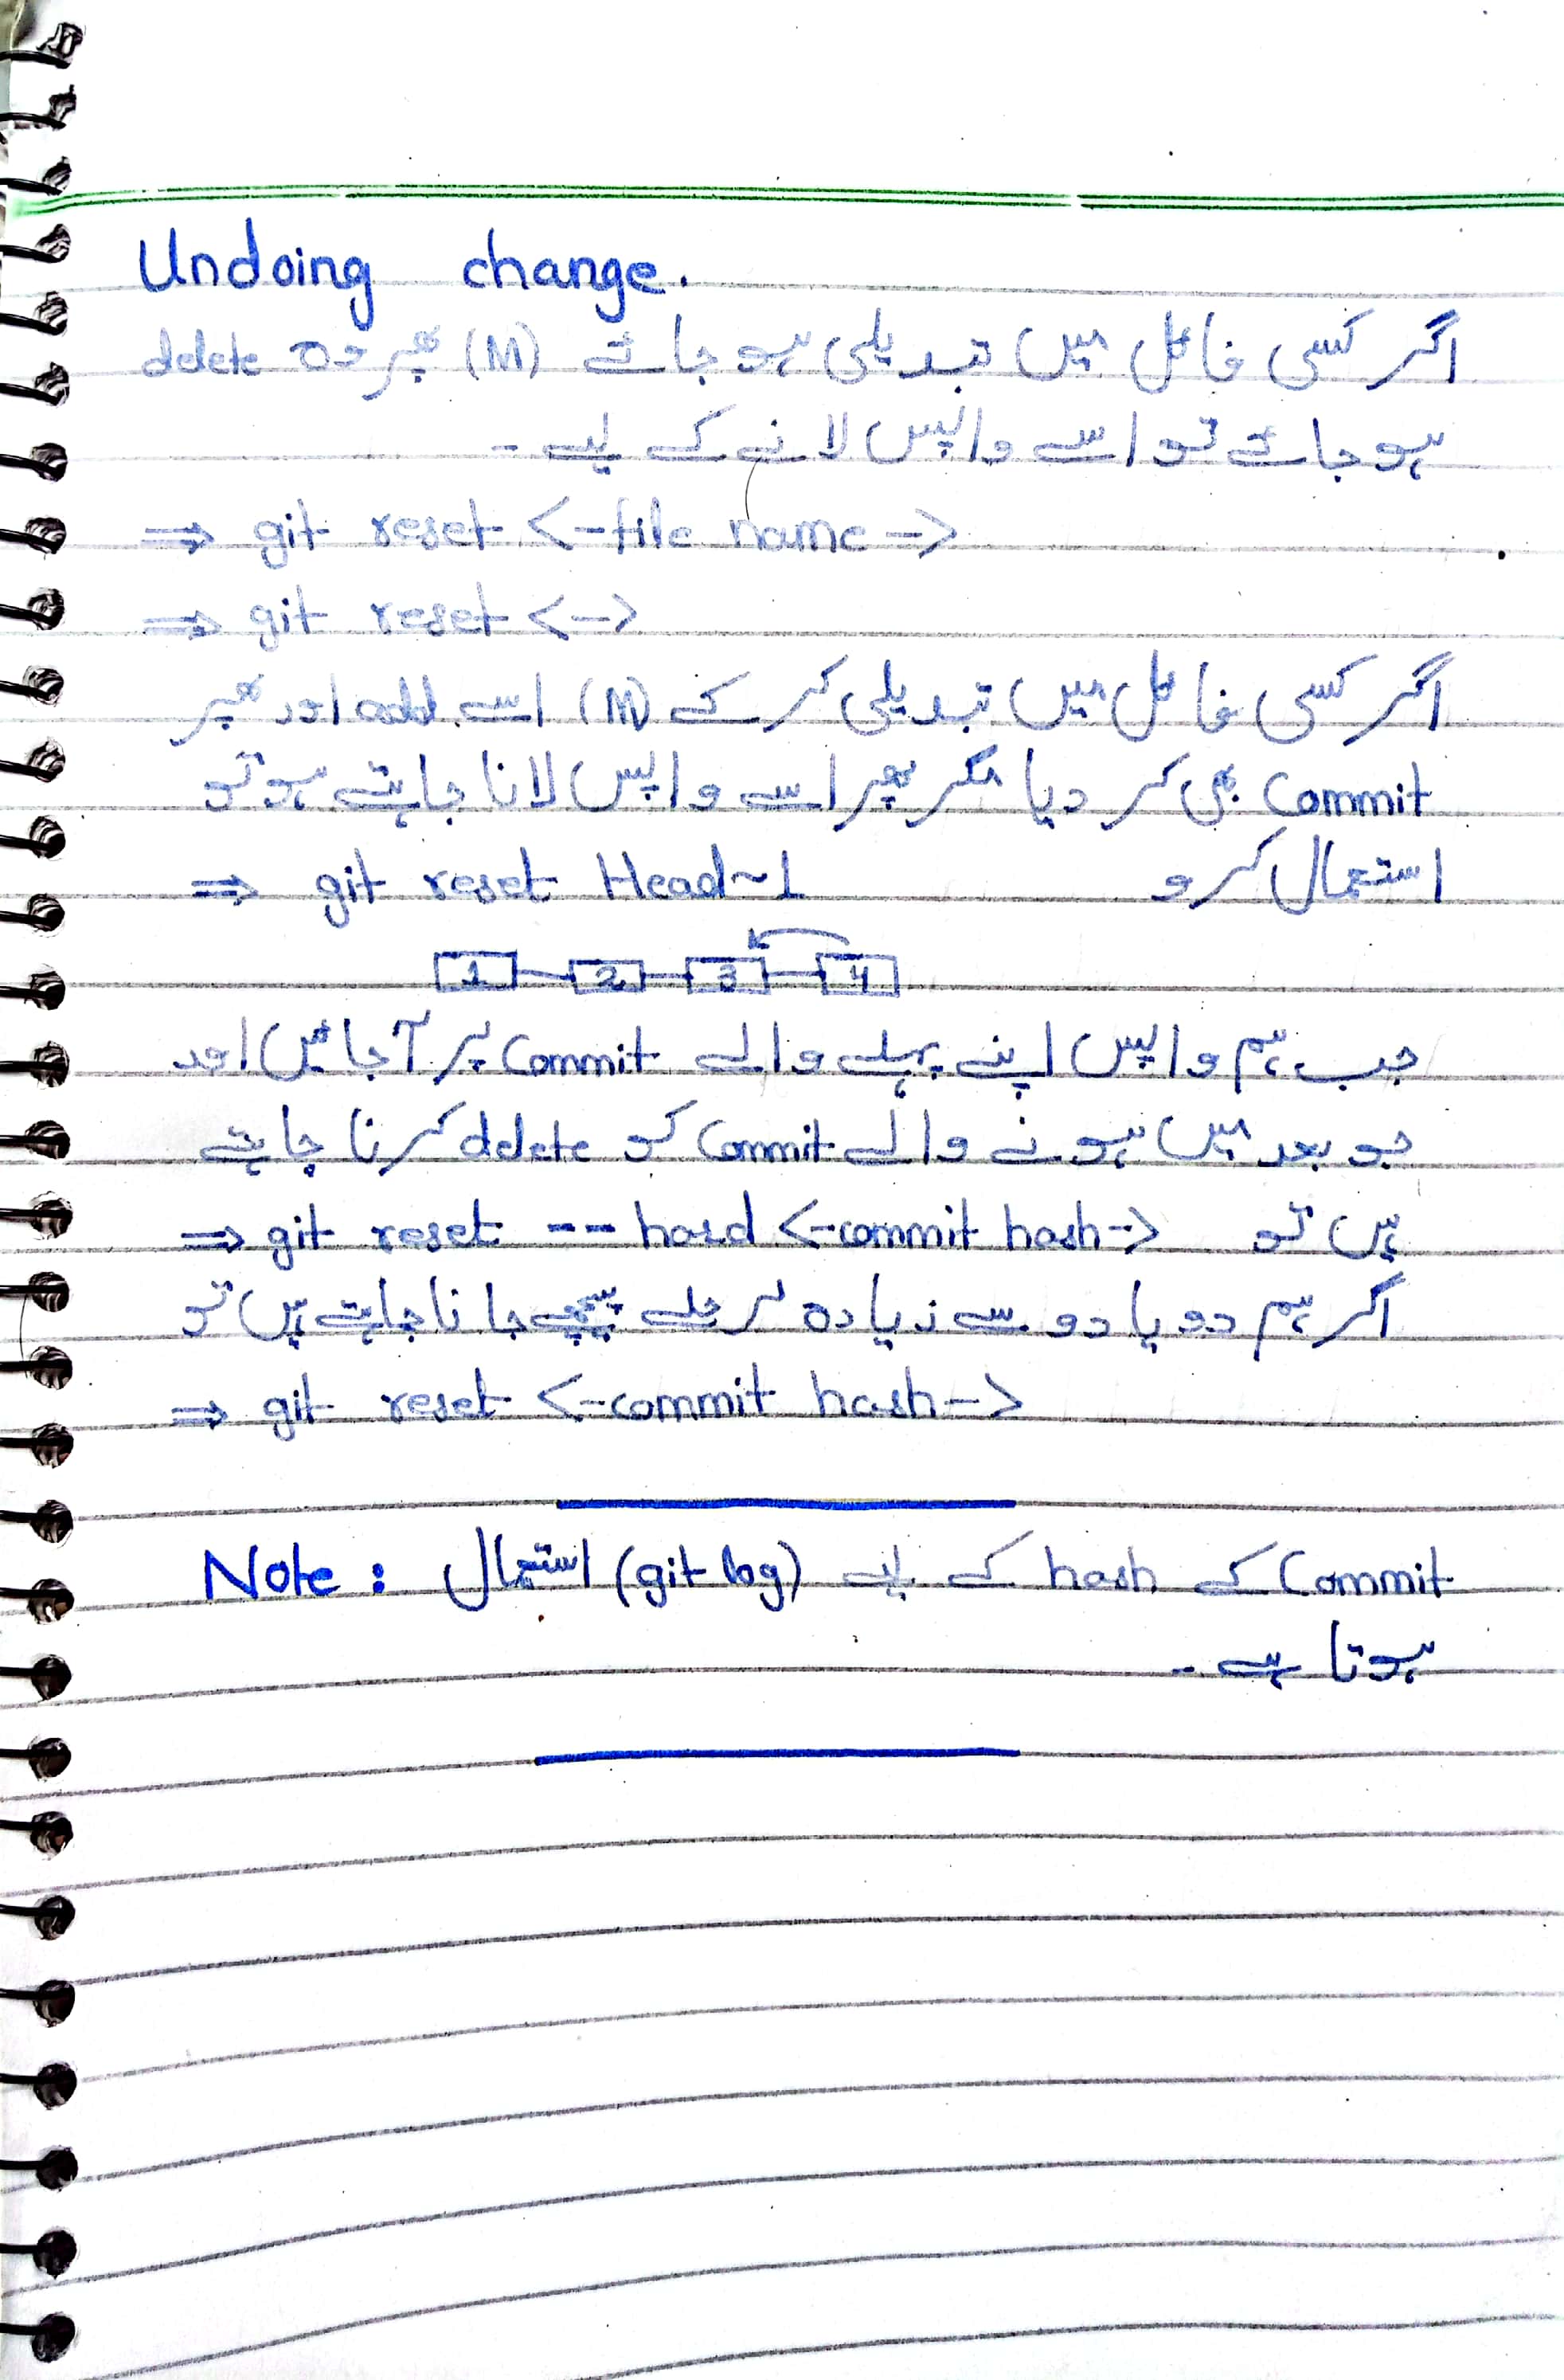 Undoing change.
اگر کسی فائل میں تبدیلی ہو جائے (M) پھر وہ delete
ہو جائے تو اسے واپس لانے کے لیے ۔
⇒ git reset <-file name->
⇒ git reset <->
اگر کسی فائل میں تبدیلی کر کے (M) اسے add اور پھر
Commit بھی کر دیا مگر پھر اسے واپس لانا چاہتے ہو تو
استعمال کرو ⇒ git reset Head~1
1 2 3 4
جب ہم واپس اپنے پہلے والے Commit پر آجائیں اور
جو بعد میں ہونے والے Commit کو delete کرنا چاہتے
ہیں تو ⇒ git reset -- hard <-commit hash->
اگر ہم دو یا دو سے زیادہ مرحلے پیچھے جانا چاہتے ہیں تو
⇒ git reset <-commit hash->
Note : Commit کے hash کے لیے (git log) استعمال
ہوتا ہے ۔